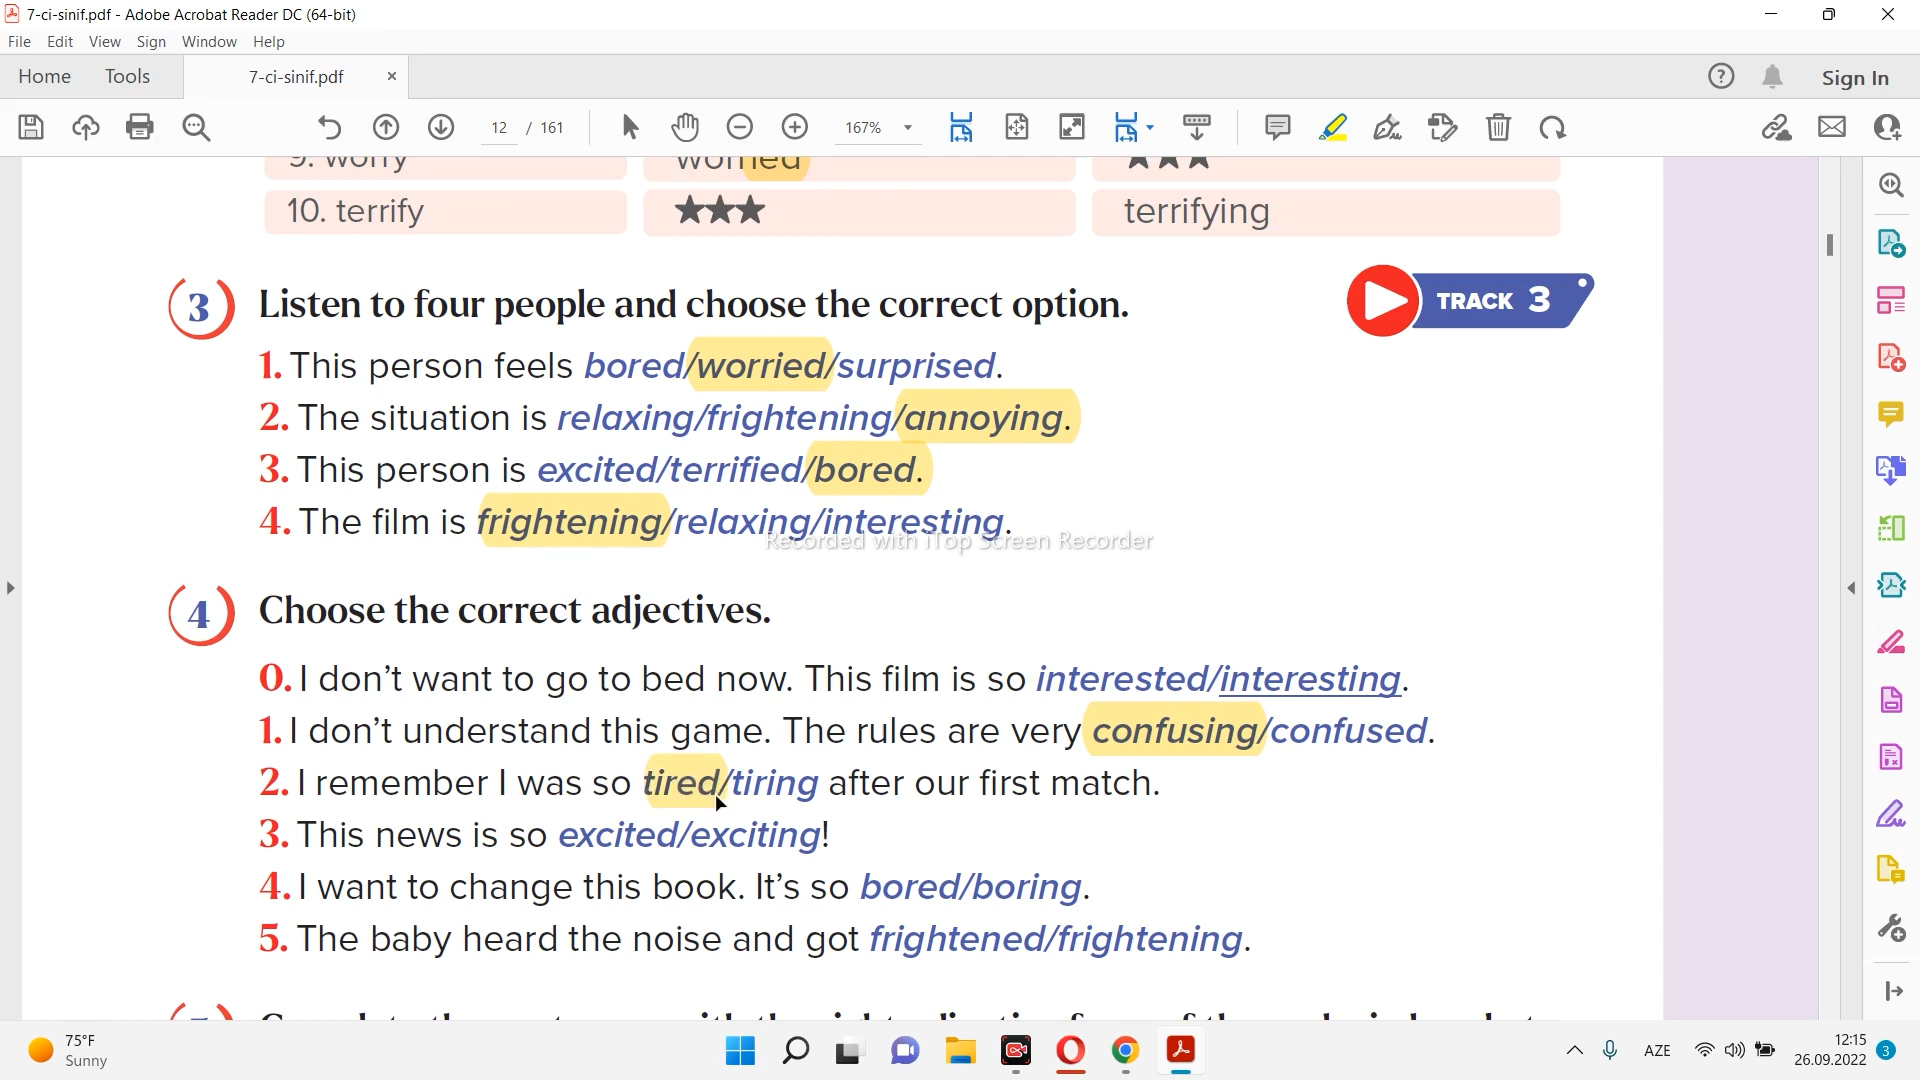 7-ci-sinif.pdf - Adobe Acrobat Reader DC (64-bit)
File Edit View Sign Window Help
Home Tools 7-ci-sinif.pdf × Sign In
12 / 161 167%
9. worry worried ★★★
10. terrify ★★★ terrifying
3 Listen to four people and choose the correct option. TRACK 3
1. This person feels bored/worried/surprised.
2. The situation is relaxing/frightening/annoying.
3. This person is excited/terrified/bored.
4. The film is frightening/relaxing/interesting.
Recorded with iTop Screen Recorder
4 Choose the correct adjectives.
0. I don't want to go to bed now. This film is so interested/interesting.
1. I don't understand this game. The rules are very confusing/confused.
2. I remember I was so tired/tiring after our first match.
3. This news is so excited/exciting!
4. I want to change this book. It's so bored/boring.
5. The baby heard the noise and got frightened/frightening.
75°F
Sunny
AZE
12:15
26.09.2022 3